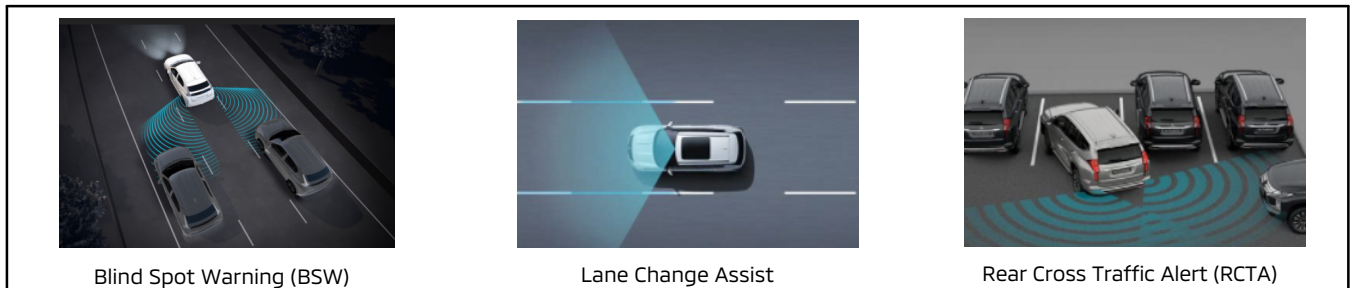 Blind Spot Warning (BSW)
Lane Change Assist
Rear Cross Traffic Alert (RCTA)